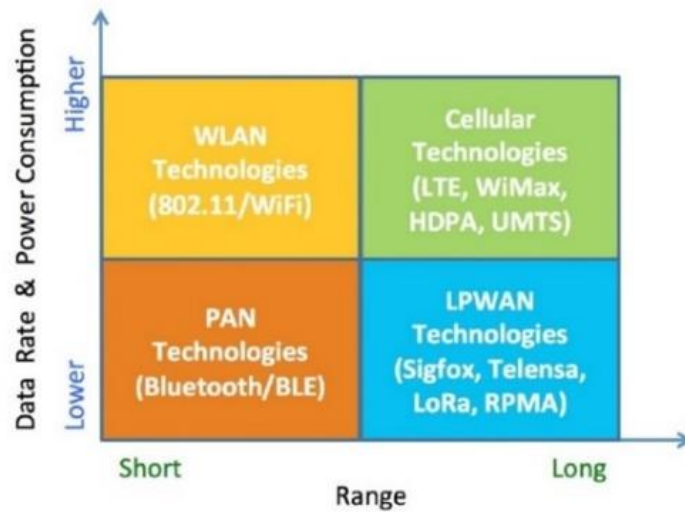 Data Rate & Power Consumption
Higher
Lower
WLAN
Technologies
(802.11/WiFi)
Cellular
Technologies
(LTE, WiMax,
HDPA, UMTS)
PAN
Technologies
(Bluetooth/BLE)
LPWAN
Technologies
(Sigfox, Telensa,
LoRa, RPMA)
Short
Long
Range